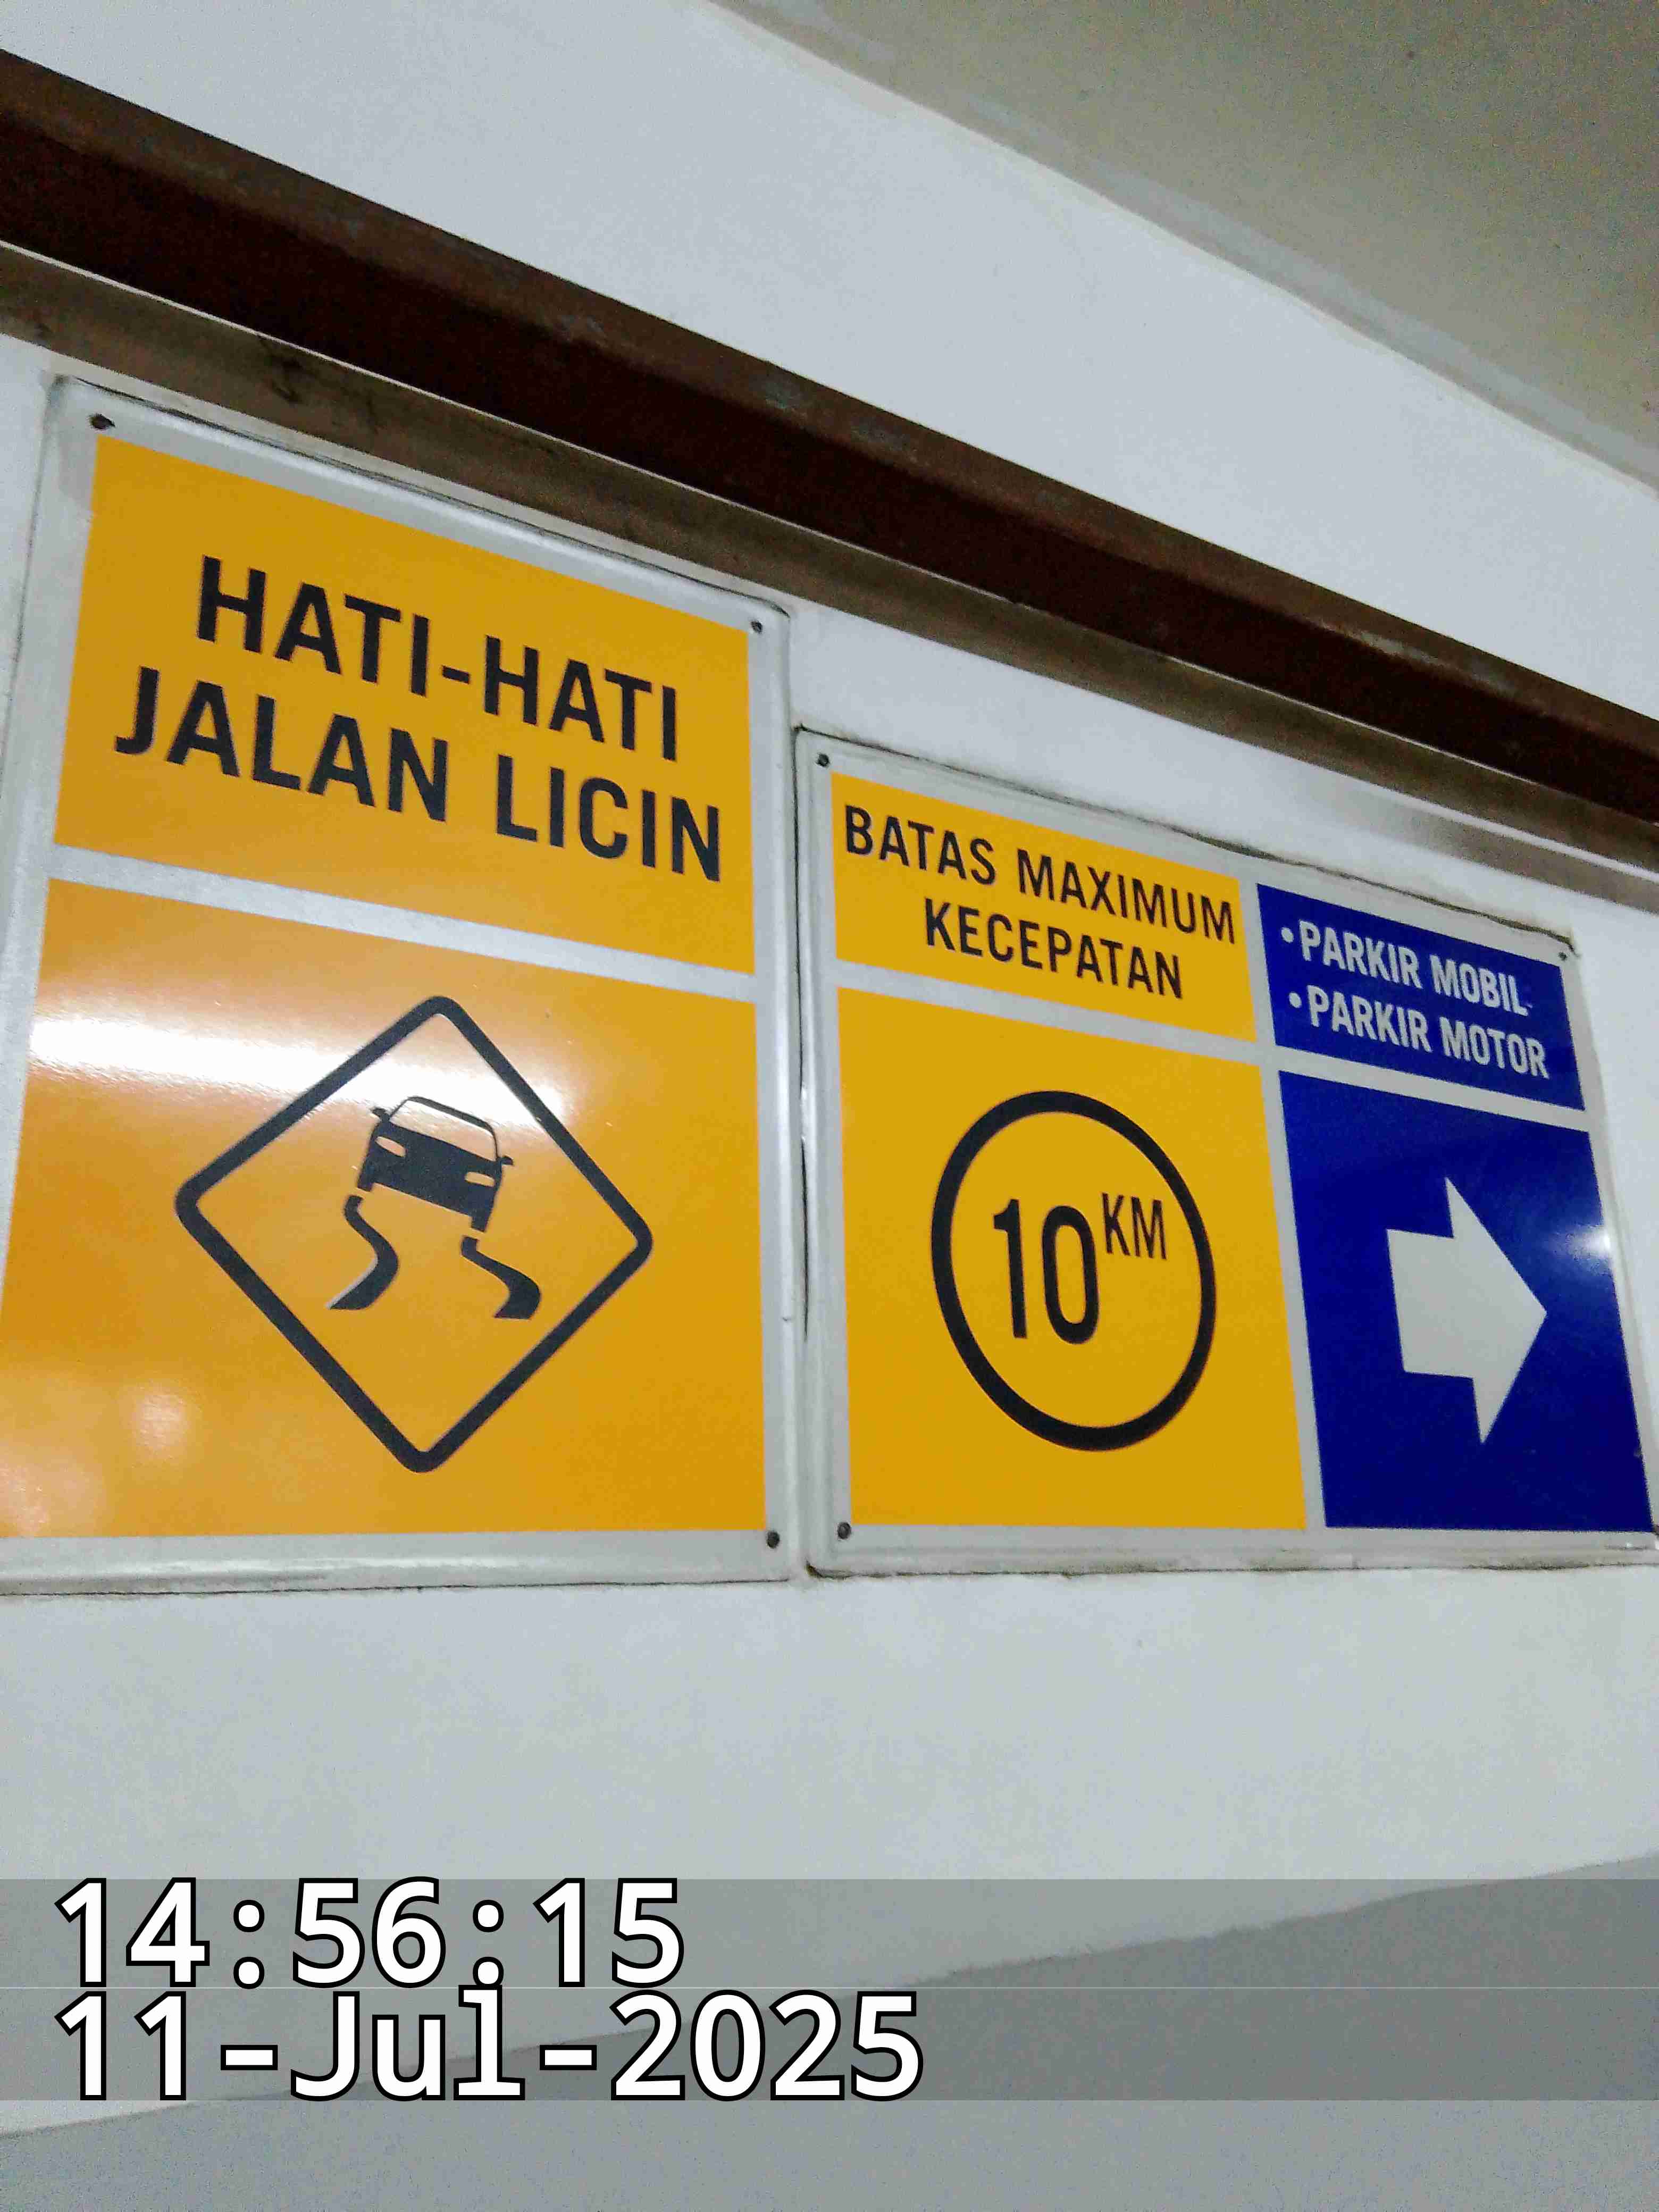 HATI-HATI
JALAN LICIN
BATAS MAXIMUM
KECEPATAN
10 KM
•PARKIR MOBIL-
•PARKIR MOTOR
14:56:15
11-Jul-2025